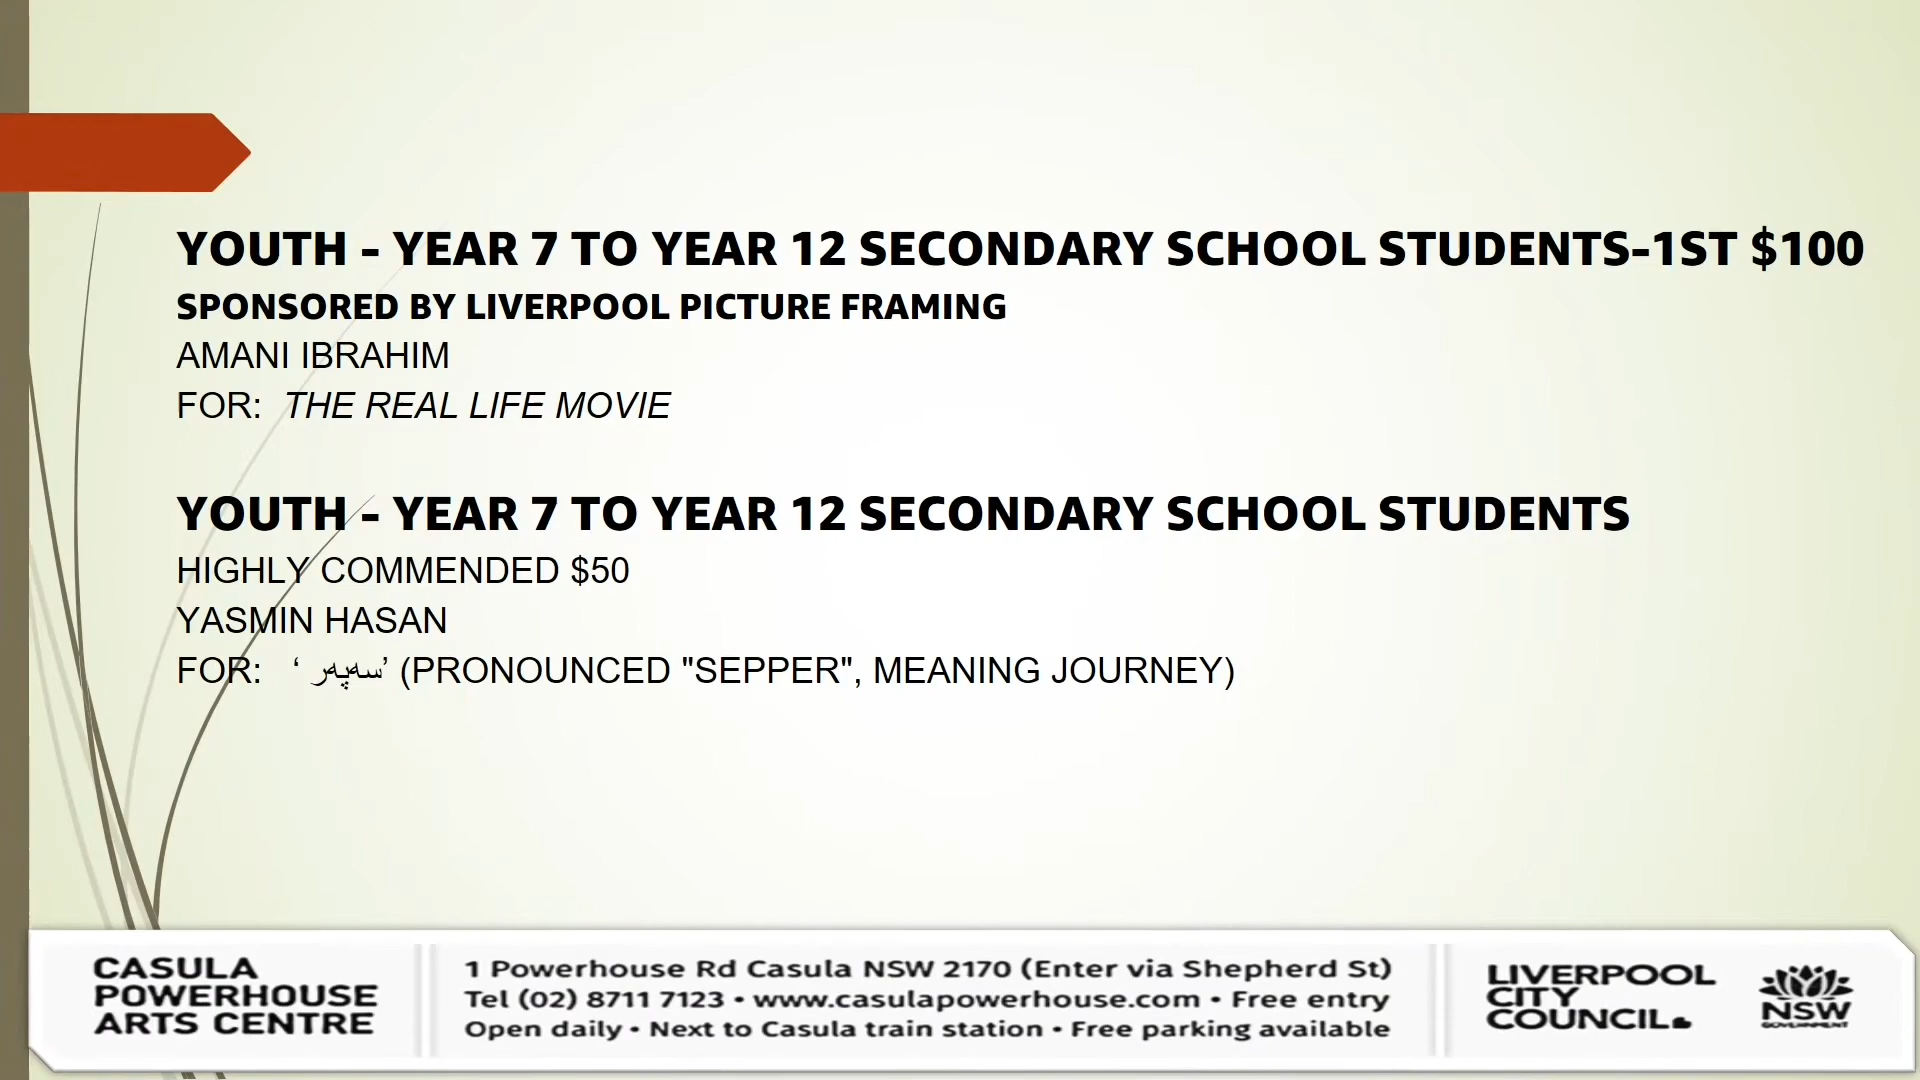 YOUTH – YEAR 7 TO YEAR 12 SECONDARY SCHOOL STUDENTS–1ST $100
SPONSORED BY LIVERPOOL PICTURE FRAMING
AMANI IBRAHIM
FOR: THE REAL LIFE MOVIE
YOUTH – YEAR 7 TO YEAR 12 SECONDARY SCHOOL STUDENTS
HIGHLY COMMENDED $50
YASMIN HASAN
FOR: ‘ سەپەر’ (PRONOUNCED "SEPPER", MEANING JOURNEY)
CASULA
POWERHOUSE
ARTS CENTRE
1 Powerhouse Rd Casula NSW 2170 (Enter via Shepherd St)
Tel (02) 8711 7123 • www.casulapowerhouse.com • Free entry
Open daily • Next to Casula train station • Free parking available
LIVERPOOL
CITY
COUNCIL
NSW
GOVERNMENT